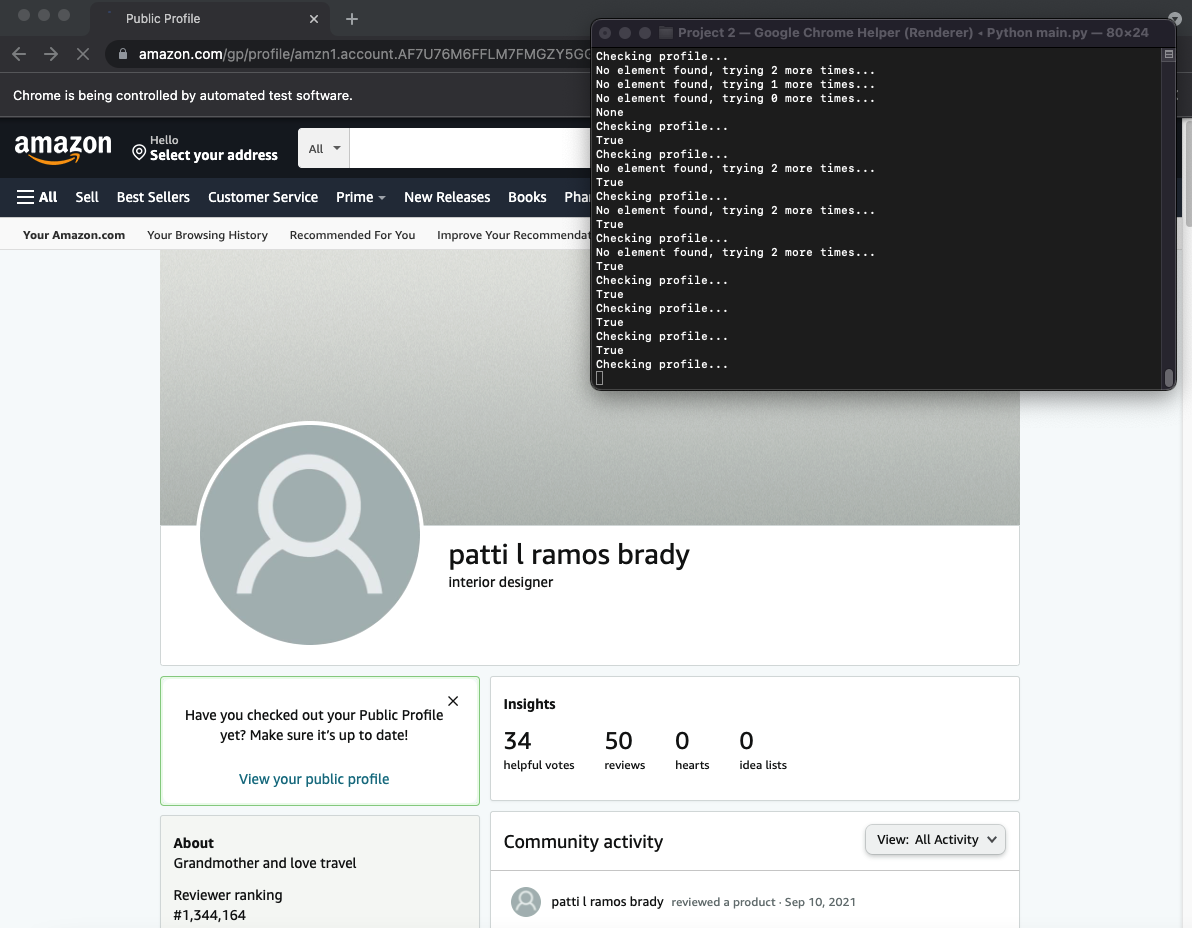 Public Profile
amazon.com/gp/profile/amzn1.account.AF7U76M6FFLM7FMGZY5G
Chrome is being controlled by automated test software.
Project 2 — Google Chrome Helper (Renderer) • Python main.py — 80×24
Checking profile...
No element found, trying 2 more times...
No element found, trying 1 more times...
No element found, trying 0 more times...
None
Checking profile...
True
Checking profile...
No element found, trying 2 more times...
True
Checking profile...
No element found, trying 2 more times...
True
Checking profile...
No element found, trying 2 more times...
True
Checking profile...
True
Checking profile...
True
Checking profile...
True
Checking profile...
amazon
Hello
Select your address
All
All Sell Best Sellers Customer Service Prime New Releases Books Pha
Your Amazon.com Your Browsing History Recommended For You Improve Your Recommendat
patti l ramos brady
interior designer
Have you checked out your Public Profile
yet? Make sure it's up to date!
View your public profile
Insights
34 50 0 0
helpful votes reviews hearts idea lists
About
Grandmother and love travel
Reviewer ranking
#1,344,164
Community activity
View: All Activity
patti l ramos brady reviewed a product · Sep 10, 2021